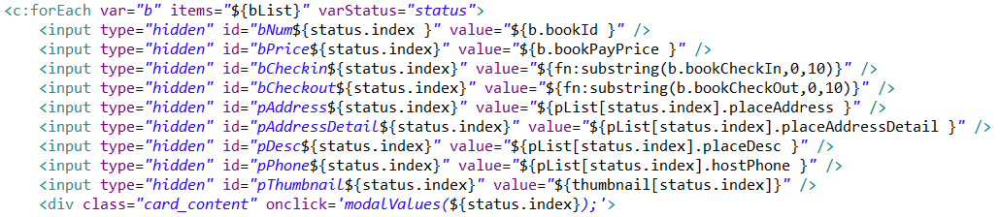 <c:forEach var="b" items="${bList}" varStatus="status">
<input type="hidden" id="bNum${status.index }" value="${b.bookId }" />
<input type="hidden" id="bPrice${status.index}" value="${b.bookPayPrice }" />
<input type="hidden" id="bCheckin${status.index}" value="${fn:substring(b.bookCheckIn,0,10)}" />
<input type="hidden" id="bCheckout${status.index}" value="${fn:substring(b.bookCheckOut,0,10)}" />
<input type="hidden" id="pAddress${status.index}" value="${pList[status.index].placeAddress }" />
<input type="hidden" id="pAddressDetail${status.index}" value="${pList[status.index].placeAddressDetail }" />
<input type="hidden" id="pDesc${status.index}" value="${pList[status.index].placeDesc }" />
<input type="hidden" id="pPhone${status.index}" value="${pList[status.index].hostPhone }" />
<input type="hidden" id="pThumbnail${status.index}" value="${thumbnail[status.index]}" />
<div class="card_content" onclick='modalValues(${status.index});'>